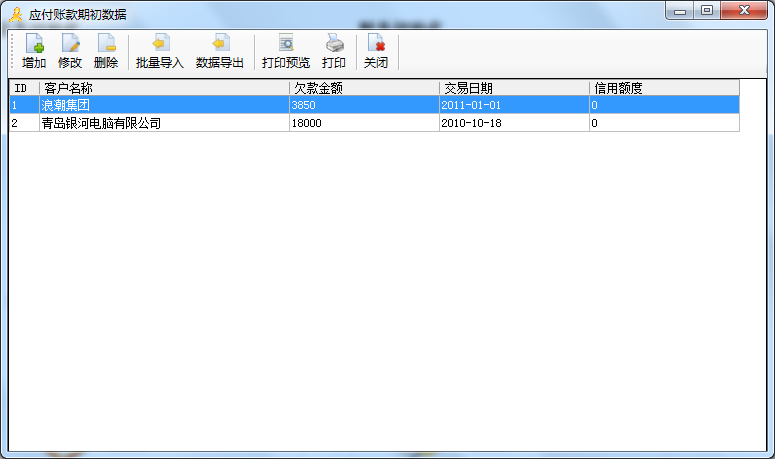 应付账款期初数据
增加 修改 删除 批量导入 数据导出 打印预览 打印 关闭
ID 客户名称 欠款金额 交易日期 信用额度
1 浪潮集团 3850 2011-01-01 0
2 青岛银河电脑有限公司 18000 2010-10-18 0